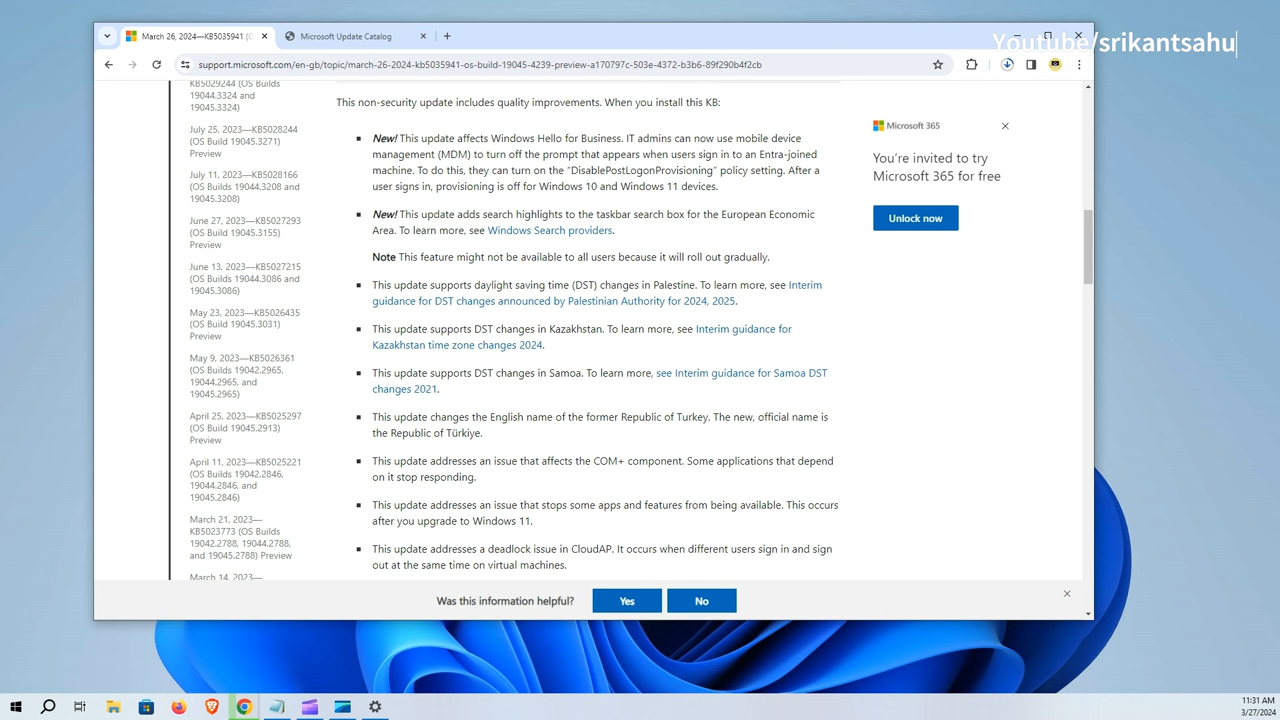 March 26, 2024—KB5035941 (O
Microsoft Update Catalog
Youtube/srikantsahu
support.microsoft.com/en-gb/topic/march-26-2024-kb5035941-os-build-19045-4239-preview-a170797c-503e-4372-b3b6-89f290b4f2cb
KB5029244 (OS Builds
19044.3324 and
19045.3324)
July 25, 2023—KB5028244
(OS Build 19045.3271)
Preview
July 11, 2023—KB5028166
(OS Builds 19044.3208 and
19045.3208)
June 27, 2023—KB5027293
(OS Build 19045.3155)
Preview
June 13, 2023—KB5027215
(OS Builds 19044.3086 and
19045.3086)
May 23, 2023—KB5026435
(OS Build 19045.3031)
Preview
May 9, 2023—KB5026361
(OS Builds 19042.2965,
19044.2965, and
19045.2965)
April 25, 2023—KB5025297
(OS Build 19045.2913)
Preview
April 11, 2023—KB5025221
(OS Builds 19042.2846,
19044.2846, and
19045.2846)
March 21, 2023—
KB5023773 (OS Builds
19042.2788, 19044.2788,
and 19045.2788) Preview
March 14, 2023—
This non-security update includes quality improvements. When you install this KB:
New! This update affects Windows Hello for Business. IT admins can now use mobile device
management (MDM) to turn off the prompt that appears when users sign in to an Entra-joined
machine. To do this, they can turn on the “DisablePostLogonProvisioning” policy setting. After a
user signs in, provisioning is off for Windows 10 and Windows 11 devices.
New! This update adds search highlights to the taskbar search box for the European Economic
Area. To learn more, see Windows Search providers.
Note This feature might not be available to all users because it will roll out gradually.
This update supports daylight saving time (DST) changes in Palestine. To learn more, see Interim
guidance for DST changes announced by Palestinian Authority for 2024, 2025.
This update supports DST changes in Kazakhstan. To learn more, see Interim guidance for
Kazakhstan time zone changes 2024.
This update supports DST changes in Samoa. To learn more, see Interim guidance for Samoa DST
changes 2021.
This update changes the English name of the former Republic of Turkey. The new, official name is
the Republic of Türkiye.
This update addresses an issue that affects the COM+ component. Some applications that depend
on it stop responding.
This update addresses an issue that stops some apps and features from being available. This occurs
after you upgrade to Windows 11.
This update addresses a deadlock issue in CloudAP. It occurs when different users sign in and sign
out at the same time on virtual machines.
Microsoft 365
You’re invited to try
Microsoft 365 for free
Unlock now
Was this information helpful?
Yes
No
11:31 AM
3/27/2024